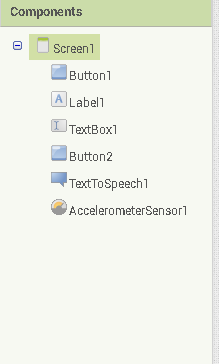 Components
Screen1
Button1
A Label1
TextBox1
Button2
TextToSpeech1
AccelerometerSensor1